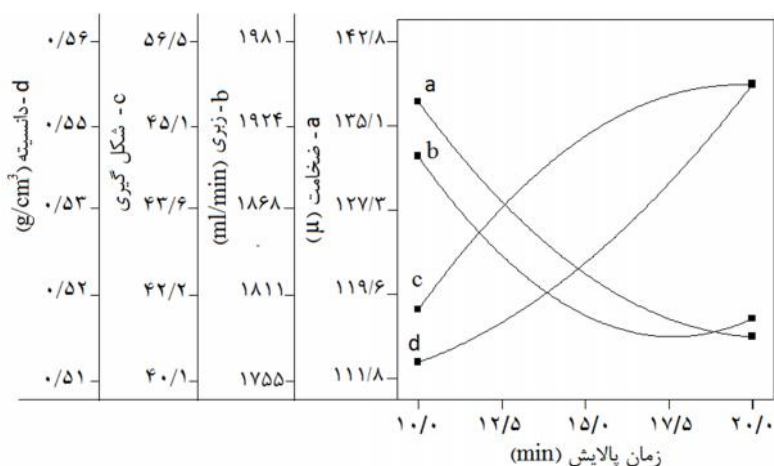 ۰/۵۶ ۵۶/۵ ۱۹۸۱ ۱۴۲/۸
۰/۵۵ ۴۵/۱ ۱۹۲۴ ۱۳۵/۱
۰/۵۳ ۴۳/۶ ۱۸۶۸ ۱۲۷/۳
۰/۵۲ ۴۲/۲ ۱۸۱۱ ۱۱۹/۶
۰/۵۱ ۴۰/۱ ۱۷۵۵ ۱۱۱/۸
d- دانسیته (g/cm³)
c - شکل گیری
b- زبری (ml/min)
a- ضخامت (µ)
a
b
c
d
۱۰/۰ ۱۲/۵ ۱۵/۰ ۱۷/۵ ۲۰/۰
زمان پالایش (min)